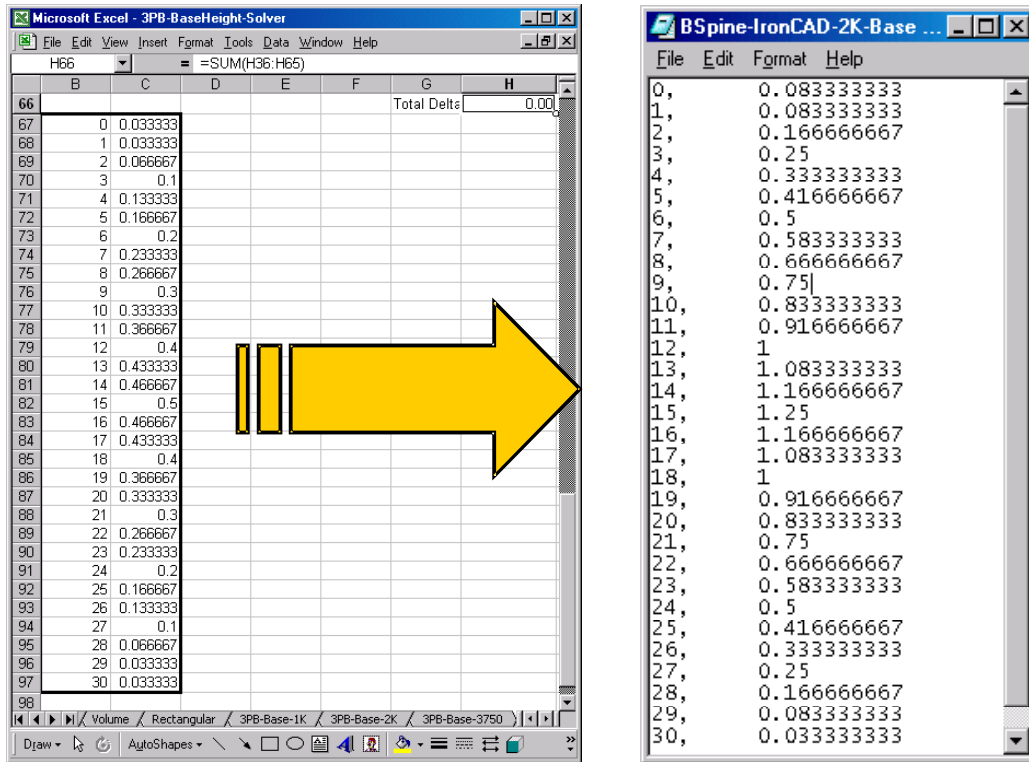 Microsoft Excel - 3PB-BaseHeight-Solver
File Edit View Insert Format Tools Data Window Help
H66 = =SUM(H36:H65)
B C D E F G H
66 Total Delta 0.00
67 0 0.033333
68 1 0.033333
69 2 0.066667
70 3 0.1
71 4 0.133333
72 5 0.166667
73 6 0.2
74 7 0.233333
75 8 0.266667
76 9 0.3
77 10 0.333333
78 11 0.366667
79 12 0.4
80 13 0.433333
81 14 0.466667
82 15 0.5
83 16 0.466667
84 17 0.433333
85 18 0.4
86 19 0.366667
87 20 0.333333
88 21 0.3
89 22 0.266667
90 23 0.233333
91 24 0.2
92 25 0.166667
93 26 0.133333
94 27 0.1
95 28 0.066667
96 29 0.033333
97 30 0.033333
98
Volume / Rectangular / 3PB-Base-1K / 3PB-Base-2K / 3PB-Base-3750
Draw AutoShapes
BSpine-IronCAD-2K-Base ...
File Edit Format Help
0, 0.083333333
1, 0.083333333
2, 0.166666667
3, 0.25
4, 0.333333333
5, 0.416666667
6, 0.5
7, 0.583333333
8, 0.666666667
9, 0.75
10, 0.833333333
11, 0.916666667
12, 1
13, 1.083333333
14, 1.166666667
15, 1.25
16, 1.166666667
17, 1.083333333
18, 1
19, 0.916666667
20, 0.833333333
21, 0.75
22, 0.666666667
23, 0.583333333
24, 0.5
25, 0.416666667
26, 0.333333333
27, 0.25
28, 0.166666667
29, 0.083333333
30, 0.033333333